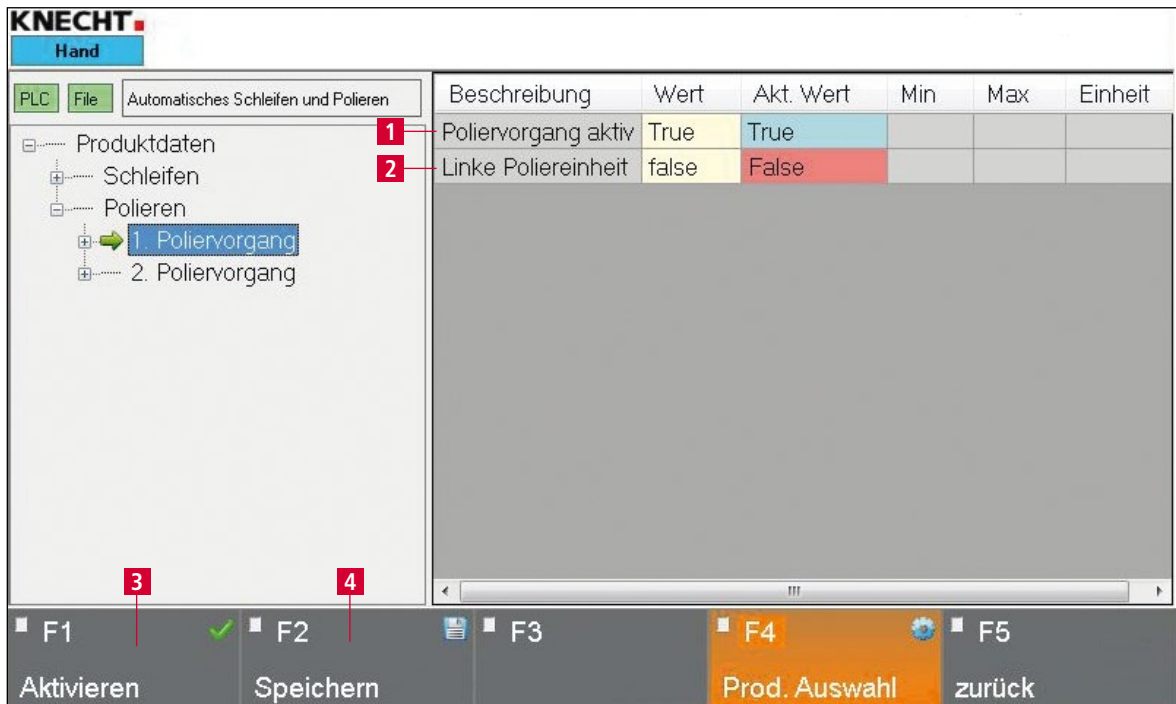 KNECHT
Hand
PLC File Automatisches Schleifen und Polieren
Produktdaten
Schleifen
Polieren
1. Poliervorgang
2. Poliervorgang
Beschreibung Wert Akt. Wert Min Max Einheit
1 Poliervorgang aktiv True True
2 Linke Poliereinheit false False
3 4
F1 F2 F3 F4 F5
Aktivieren Speichern Prod. Auswahl zurück